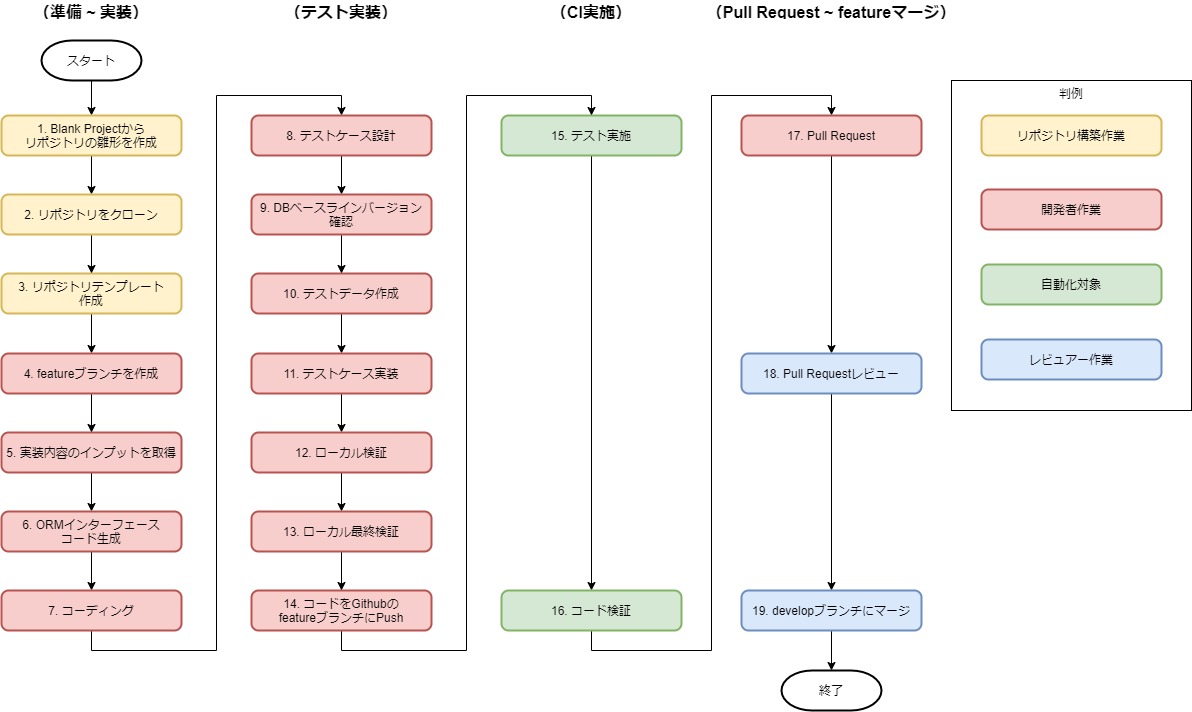 （準備 ~ 実装）
スタート
1. Blank Projectから
リポジトリの雛形を作成
2. リポジトリをクローン
3. リポジトリテンプレート
作成
4. featureブランチを作成
5. 実装内容のインプットを取得
6. ORMインターフェース
コード生成
7. コーディング
（テスト実装）
8. テストケース設計
9. DBベースラインバージョン
確認
10. テストデータ作成
11. テストケース実装
12. ローカル検証
13. ローカル最終検証
14. コードをGithubの
featureブランチにPush
（CI実施）
15. テスト実施
16. コード検証
（Pull Request ~ featureマージ）
17. Pull Request
18. Pull Requestレビュー
19. developブランチにマージ
終了
判例
リポジトリ構築作業
開発者作業
自動化対象
レビュアー作業